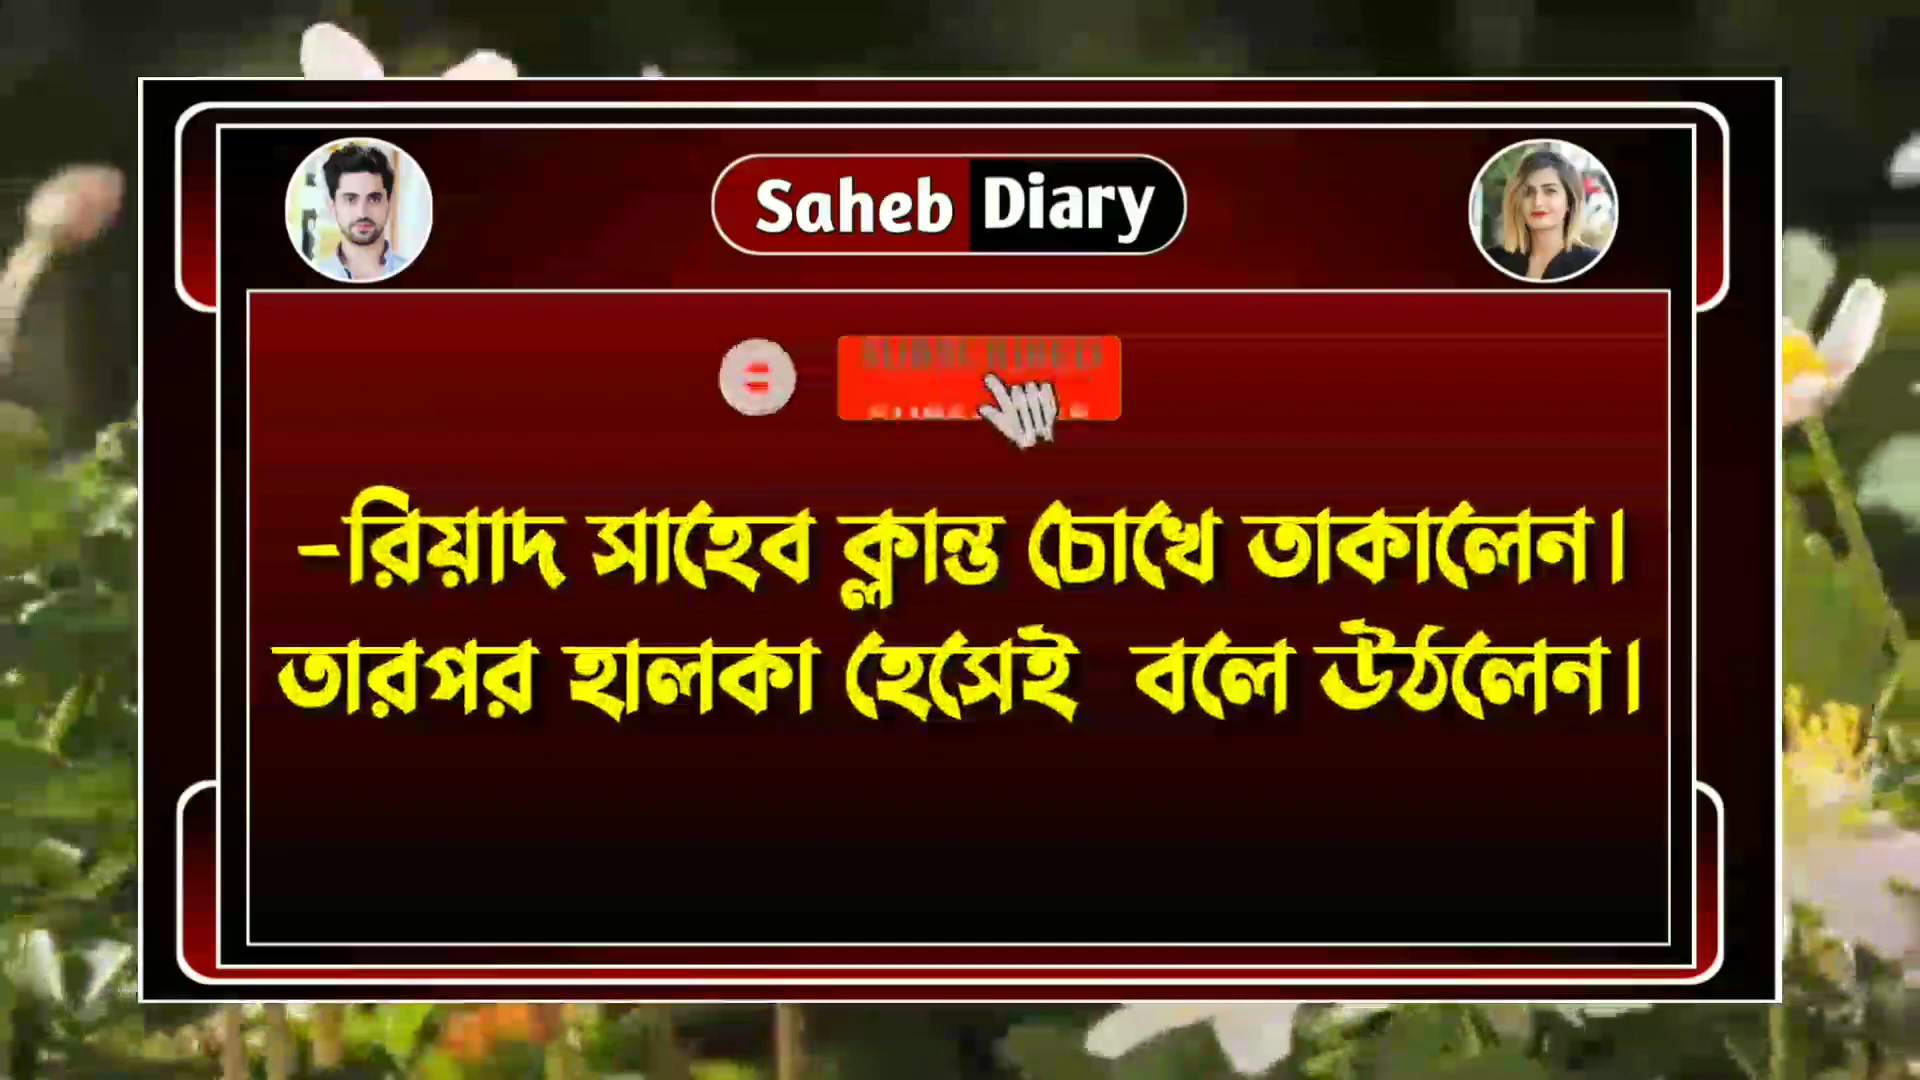 Saheb Diary
-রিয়াদ সাহেব ক্লান্ত চোখে তাকালেন।
তারপর হালকা হেসেই বলে উঠলেন।